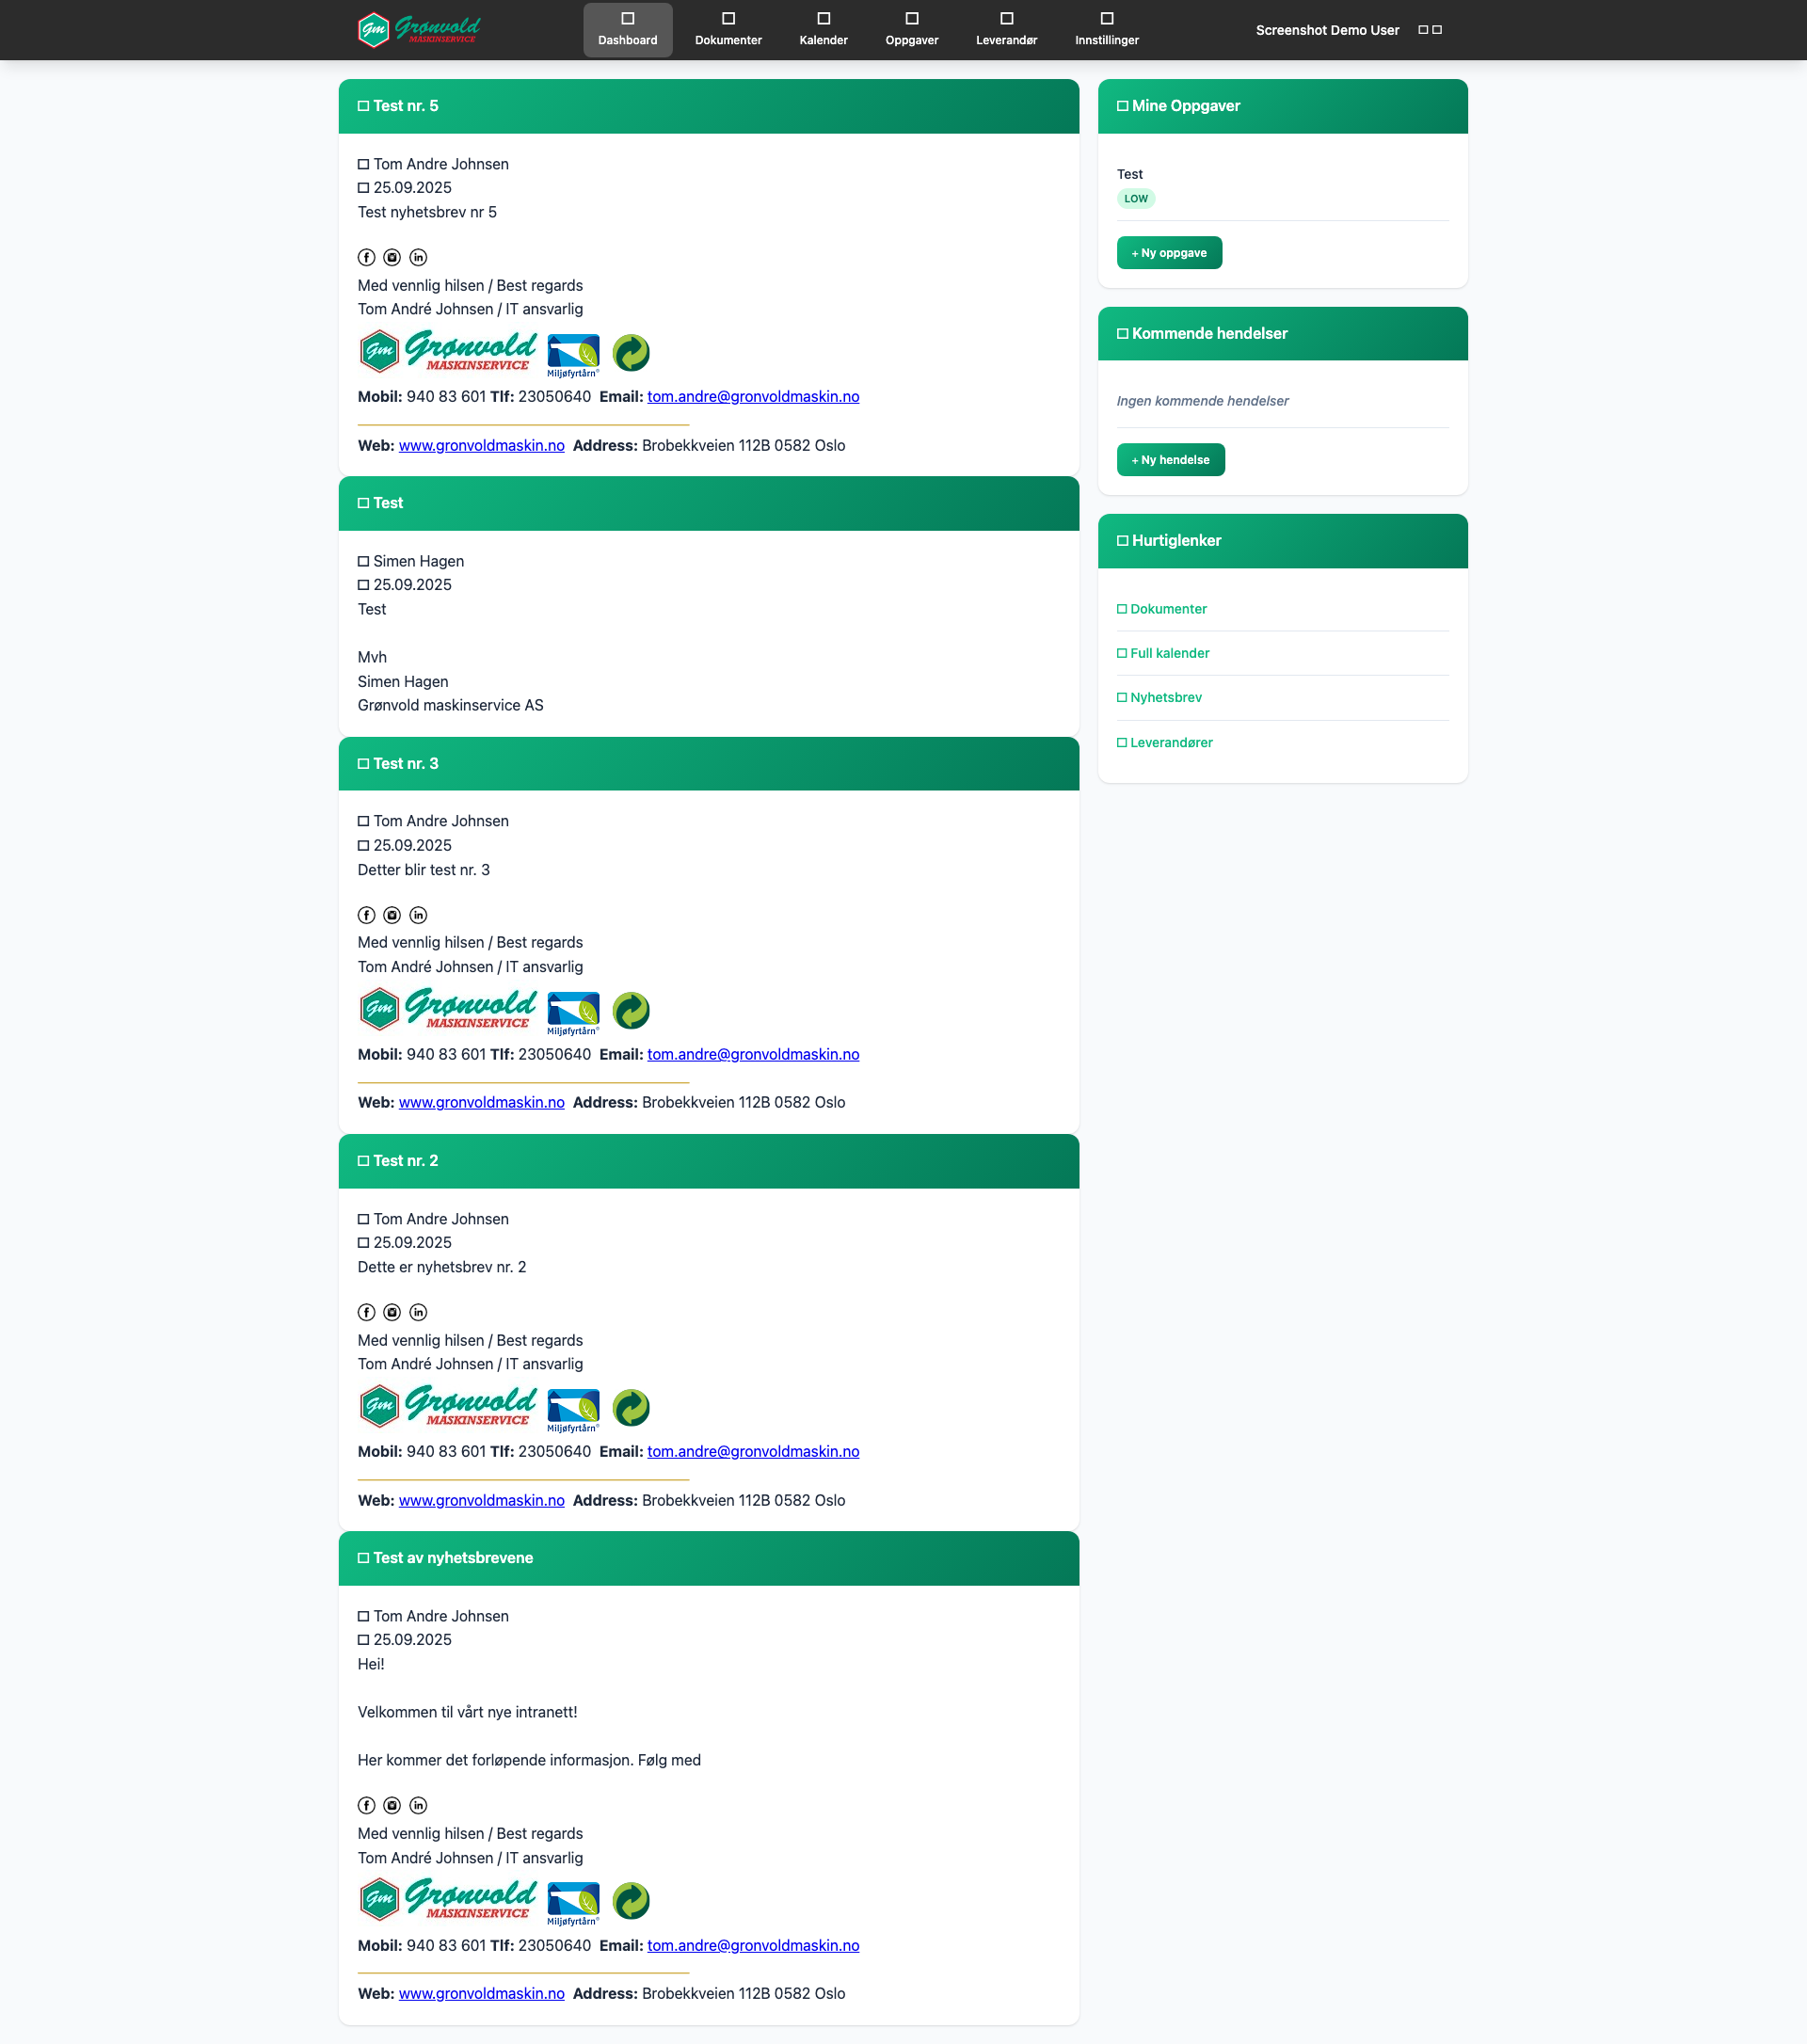 Gm Grønvold MASKINSERVICE
Dashboard Dokumenter Kalender Oppgaver Leverandør Innstillinger
Screenshot Demo User
Test nr. 5
Tom Andre Johnsen
25.09.2025
Test nyhetsbrev nr 5
Med vennlig hilsen / Best regards
Tom André Johnsen / IT ansvarlig
Gm Grønvold MASKINSERVICE Miljøfyrtårn®
Mobil: 940 83 601 Tlf: 23050640 Email: tom.andre@gronvoldmaskin.no
Web: www.gronvoldmaskin.no Address: Brobekkveien 112B 0582 Oslo
Test
Simen Hagen
25.09.2025
Test
Mvh
Simen Hagen
Grønvold maskinservice AS
Test nr. 3
Tom Andre Johnsen
25.09.2025
Detter blir test nr. 3
Med vennlig hilsen / Best regards
Tom André Johnsen / IT ansvarlig
Gm Grønvold MASKINSERVICE Miljøfyrtårn®
Mobil: 940 83 601 Tlf: 23050640 Email: tom.andre@gronvoldmaskin.no
Web: www.gronvoldmaskin.no Address: Brobekkveien 112B 0582 Oslo
Test nr. 2
Tom Andre Johnsen
25.09.2025
Dette er nyhetsbrev nr. 2
Med vennlig hilsen / Best regards
Tom André Johnsen / IT ansvarlig
Gm Grønvold MASKINSERVICE Miljøfyrtårn®
Mobil: 940 83 601 Tlf: 23050640 Email: tom.andre@gronvoldmaskin.no
Web: www.gronvoldmaskin.no Address: Brobekkveien 112B 0582 Oslo
Test av nyhetsbrevene
Tom Andre Johnsen
25.09.2025
Hei!
Velkommen til vårt nye intranett!
Her kommer det forløpende informasjon. Følg med
Med vennlig hilsen / Best regards
Tom André Johnsen / IT ansvarlig
Gm Grønvold MASKINSERVICE Miljøfyrtårn®
Mobil: 940 83 601 Tlf: 23050640 Email: tom.andre@gronvoldmaskin.no
Web: www.gronvoldmaskin.no Address: Brobekkveien 112B 0582 Oslo
Mine Oppgaver
Test
LOW
+ Ny oppgave
Kommende hendelser
Ingen kommende hendelser
+ Ny hendelse
Hurtiglenker
Dokumenter
Full kalender
Nyhetsbrev
Leverandører